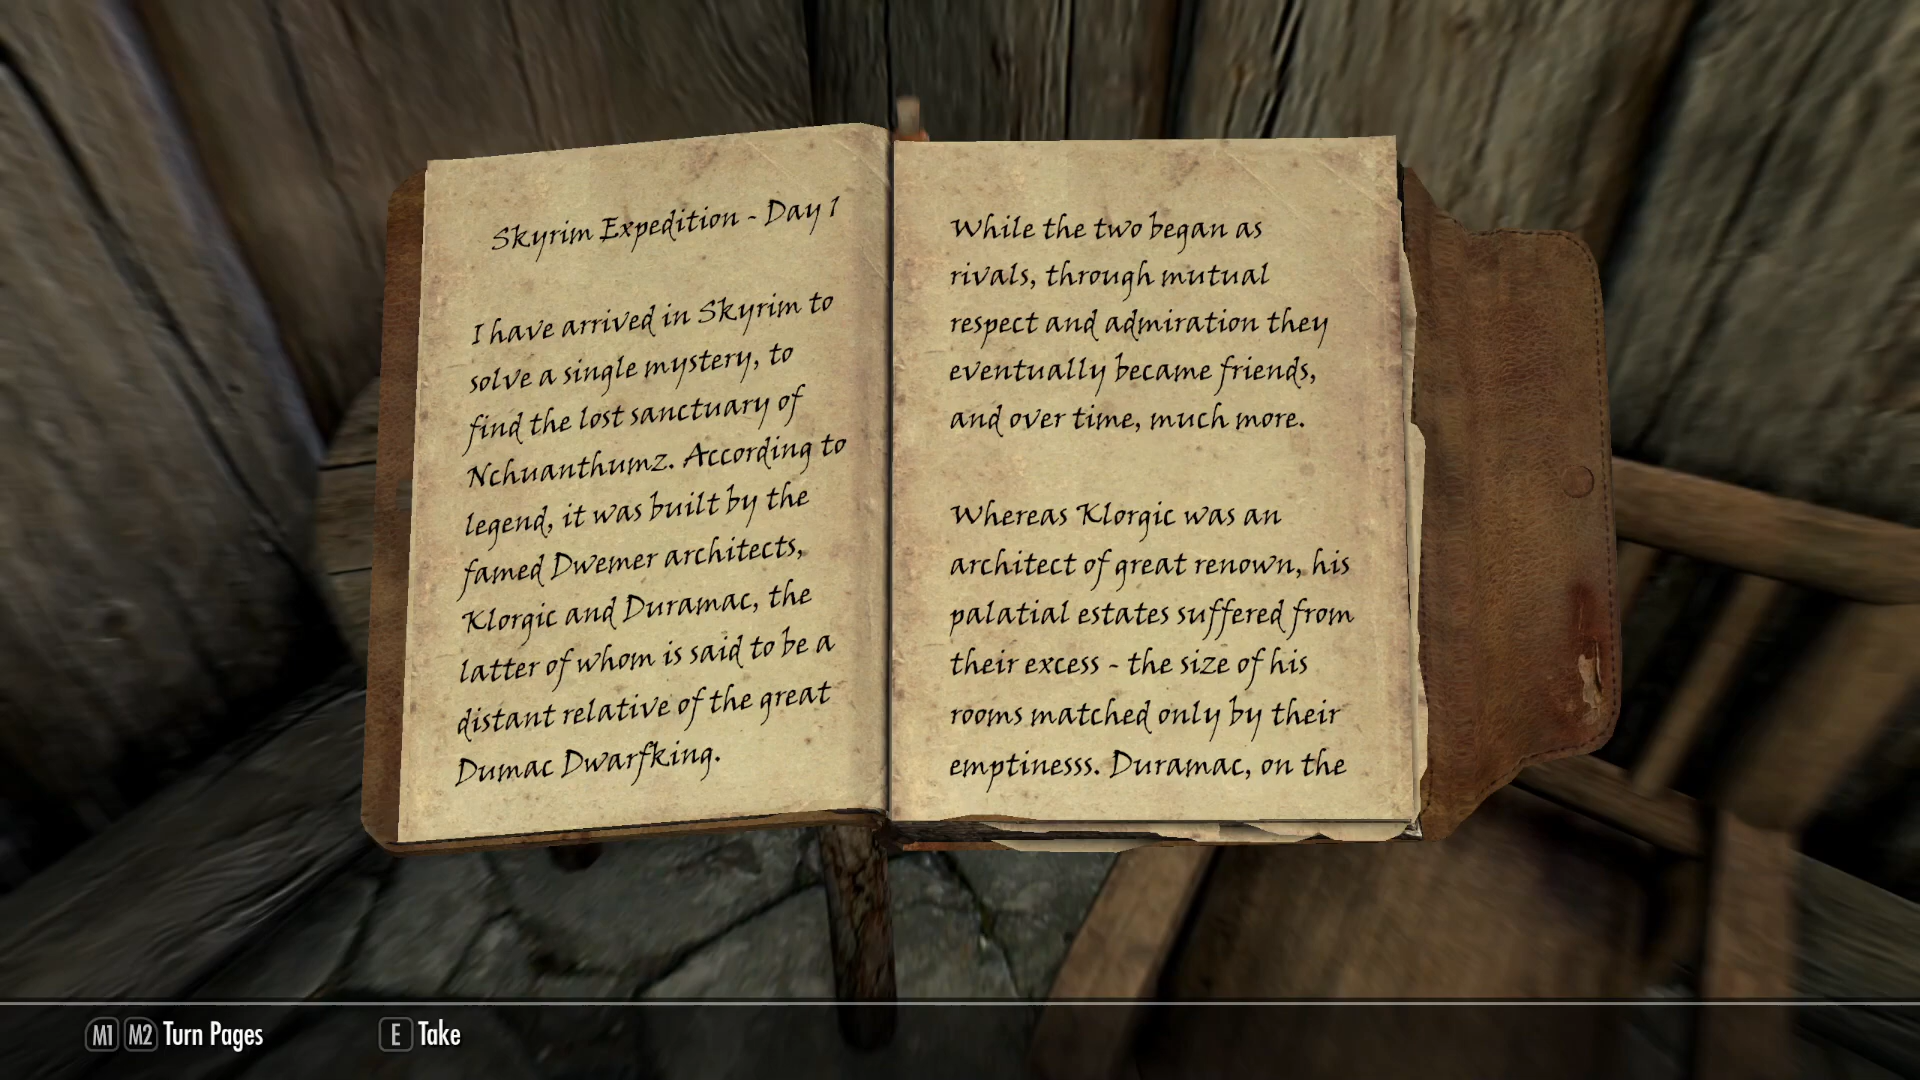 Skyrim Expedition - Day 1
I have arrived in Skyrim to
solve a single mystery, to
find the lost sanctuary of
Nchuanthumz. According to
legend, it was built by the
famed Dwemer architects,
Klorgic and Duramac, the
latter of whom is said to be a
distant relative of the great
Dumac Dwarfking.
While the two began as
rivals, through mutual
respect and admiration they
eventually became friends,
and over time, much more.
Whereas Klorgic was an
architect of great renown, his
palatial estates suffered from
their excess - the size of his
rooms matched only by their
emptinesss. Duramac, on the
M1 M2 Turn Pages
E Take